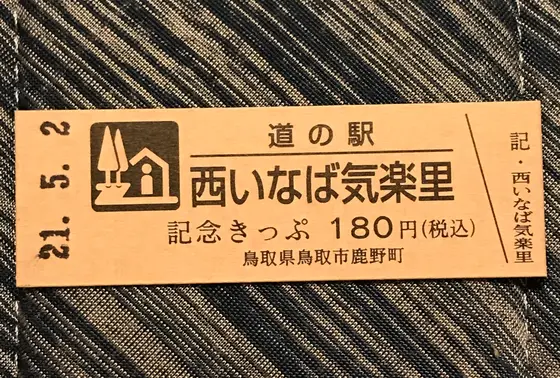 21.5.2
道の駅
西いなば気楽里
記念きっぷ 180円(税込)
鳥取県鳥取市鹿野町
記・西いなば気楽里